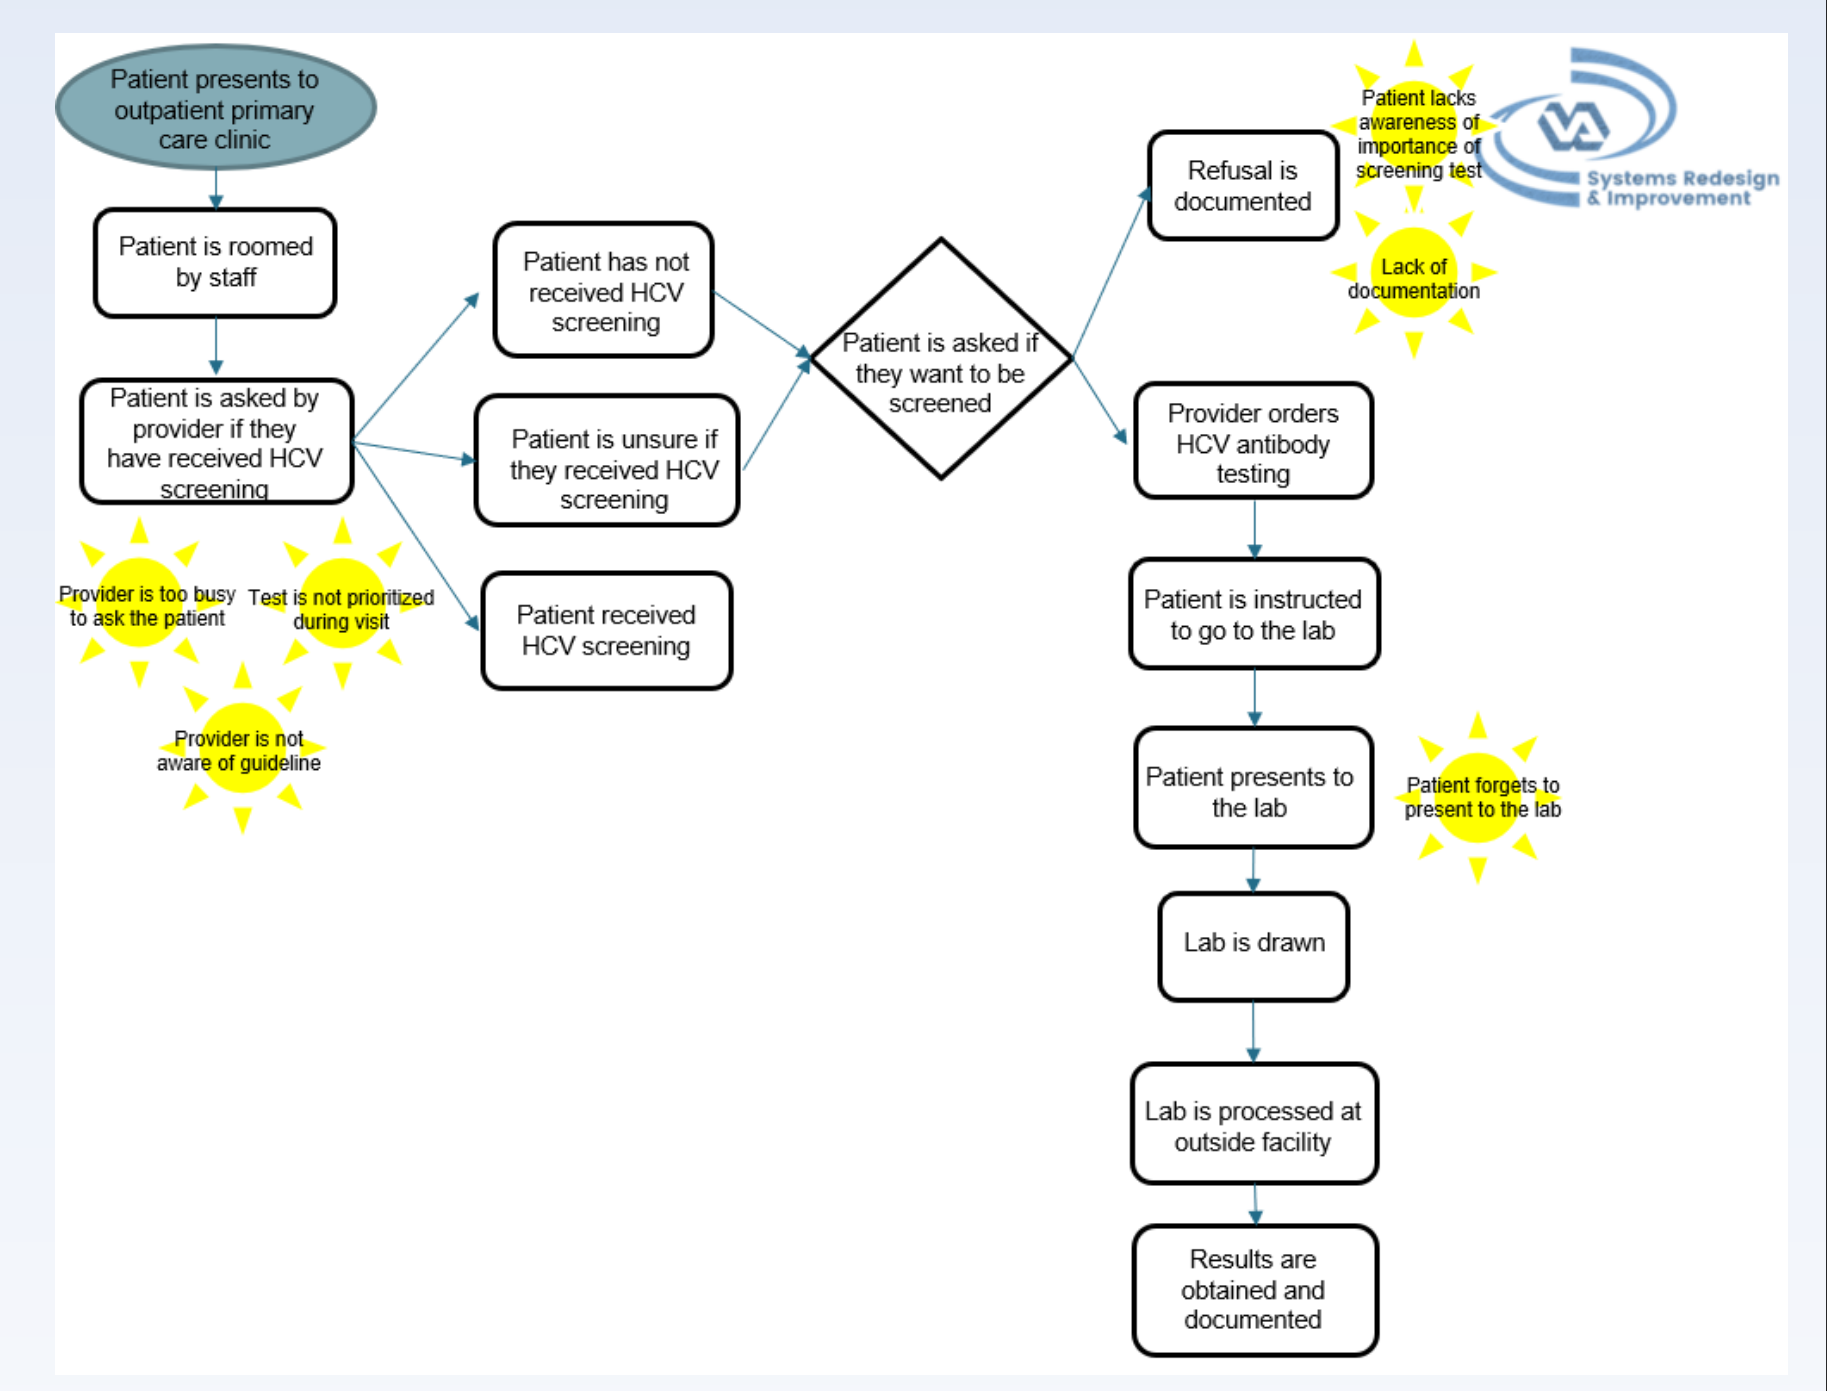 Patient presents to
outpatient primary
care clinic
Patient is roomed
by staff
Patient is asked by
provider if they
have received HCV
screening
Provider is too busy
to ask the patient
Test is not prioritized
during visit
Provider is not
aware of guideline
Patient has not
received HCV
screening
Patient is unsure if
they received HCV
screening
Patient received
HCV screening
Patient is asked if
they want to be
screened
Refusal is
documented
Patient lacks
awareness of
importance of
screening test
Lack of
documentation
VA
Systems Redesign
& Improvement
Provider orders
HCV antibody
testing
Patient is instructed
to go to the lab
Patient presents to
the lab
Patient forgets to
present to the lab
Lab is drawn
Lab is processed at
outside facility
Results are
obtained and
documented